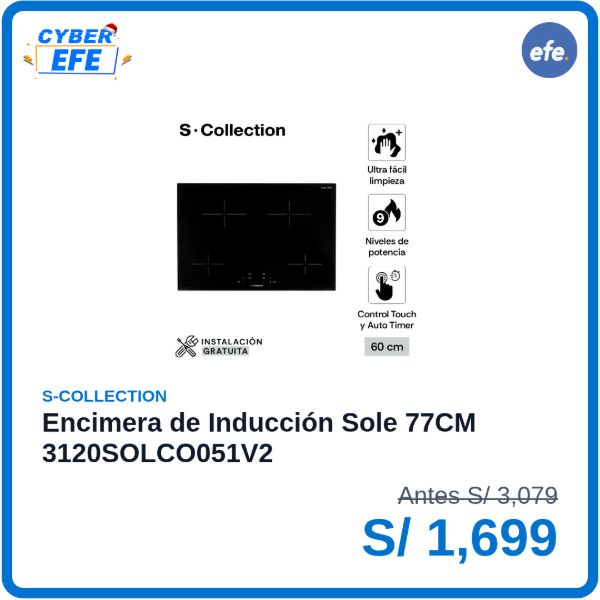 CYBER
EFE
efe.
S·Collection
Ultra fácil
limpieza
9
Niveles de
potencia
Control Touch
y Auto Timer
60 cm
INSTALACIÓN
GRATUITA
S-COLLECTION
Encimera de Inducción Sole 77CM
3120SOLCO051V2
Antes S/ 3,079
S/ 1,699